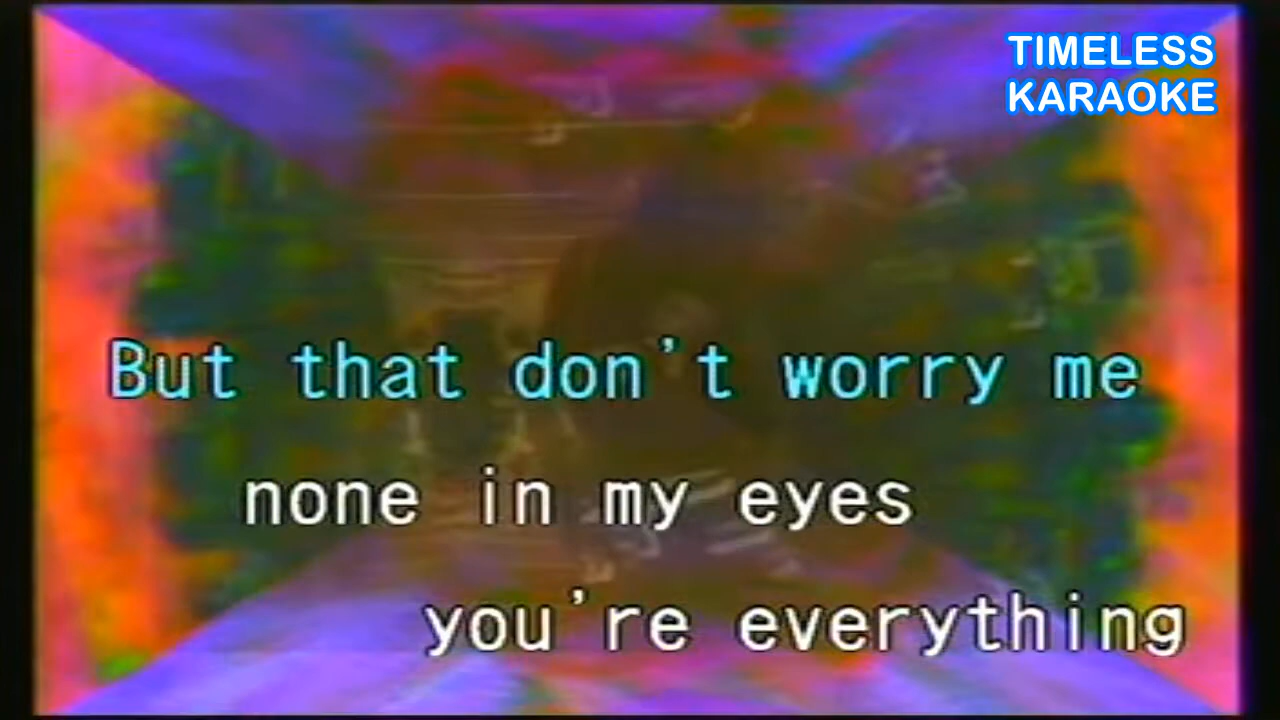 TIMELESS
KARAOKE
But that don't worry me
none in my eyes
you're everything